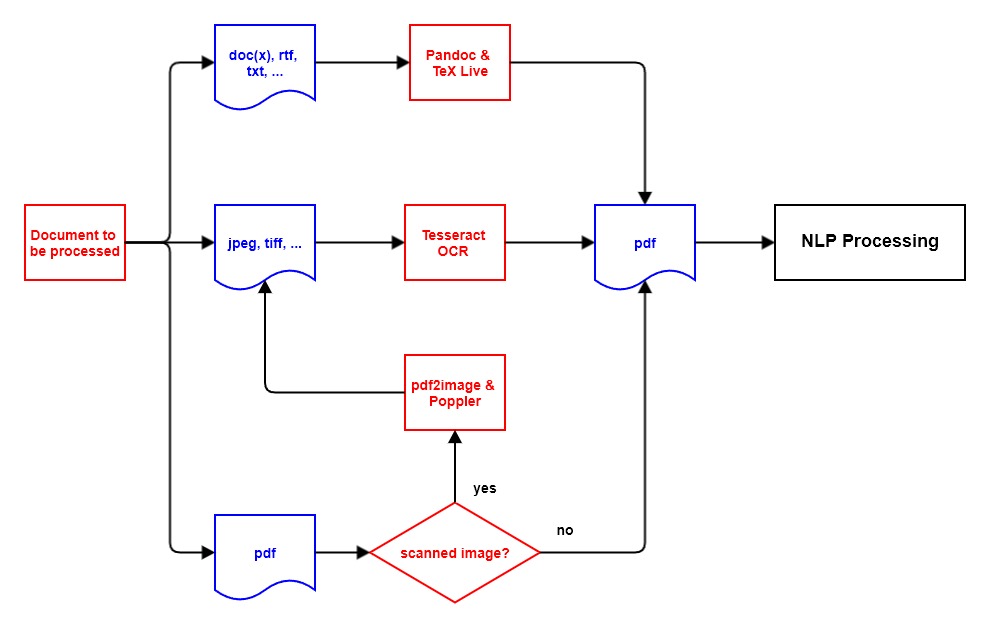 doc(x), rtf,
txt, ...
Pandoc &
TeX Live
Document to
be processed
jpeg, tiff, ...
Tesseract
OCR
pdf
NLP Processing
pdf2image &
Poppler
yes
no
pdf
scanned image?